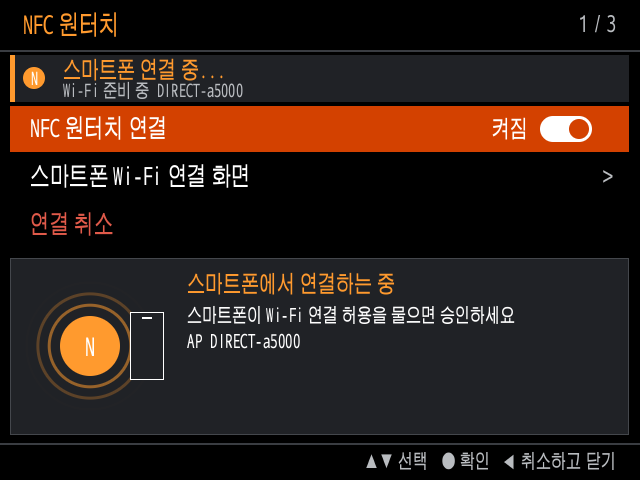 NFC 원터치
1 / 3
N
스마트폰 연결 중...
Wi-Fi 준비 중 DIRECT-a5000
NFC 원터치 연결
켜짐
스마트폰 Wi-Fi 연결 화면
>
연결 취소
스마트폰에서 연결하는 중
스마트폰이 Wi-Fi 연결 허용을 물으면 승인하세요
N
AP DIRECT-a5000
▲▼ 선택 ● 확인 ◀ 취소하고 닫기